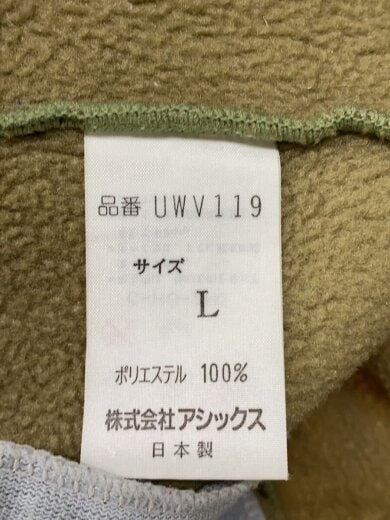 品番 UWV119
サイズ
L
ポリエステル 100%
株式会社アシックス
日本製